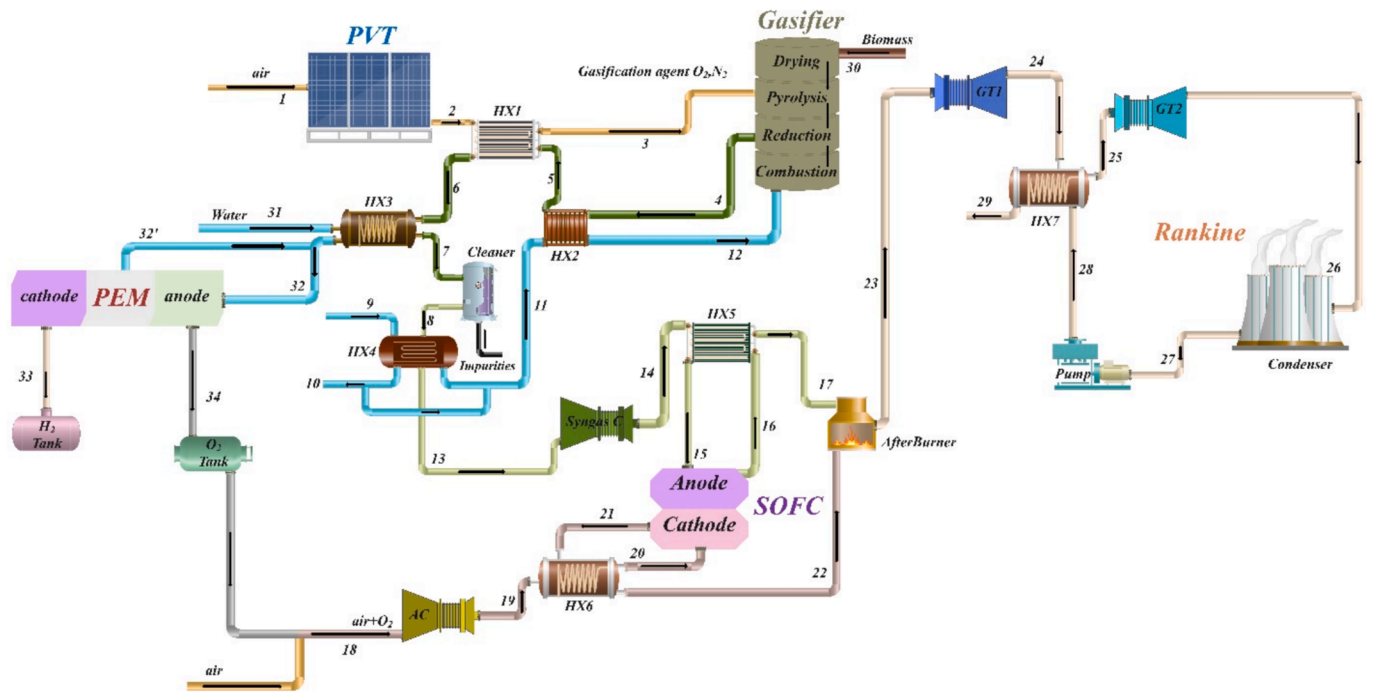 PVT
Gasifier
air
1
2
HX1
Gasification agent O2,N2
3
Drying
Pyrolysis
Reduction
Combustion
Biomass
30
24
GT1
GT2
25
HX7
29
28
Rankine
26
Condenser
27
Pump
23
4
5
6
HX3
Water
31
32'
32
7
Cleaner
HX2
12
11
cathode
PEM
anode
9
8
HX4
10
Impurities
33
H2
Tank
34
O2
Tank
13
Syngas C
14
HX5
15
16
17
AfterBurner
Anode
Cathode
SOFC
21
20
HX6
22
19
AC
air+O2
18
air